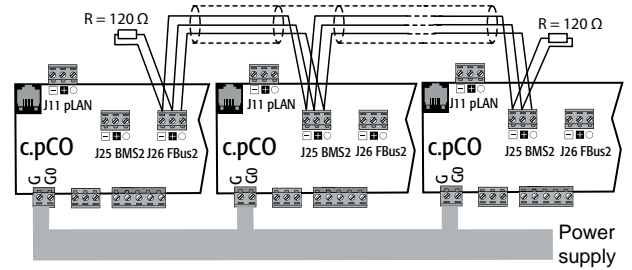 R = 120 Ω
R = 120 Ω
J11 pLAN
J11 pLAN
J11 pLAN
c.pCO
J25 BMS2
J26 FBus2
c.pCO
J25 BMS2
J26 FBus2
c.pCO
J25 BMS2
J26 FBus2
G
G0
G
G0
G
G0
Power
supply